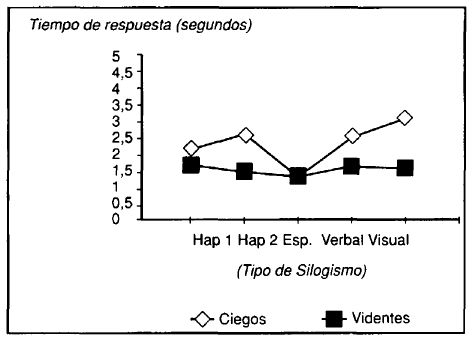 Tiempo de respuesta (segundos)
5
4,5
4
3,5
3
2,5
2
1,5
1
0,5
0
Hap 1 Hap 2 Esp. Verbal Visual
(Tipo de Silogismo)
Ciegos Videntes